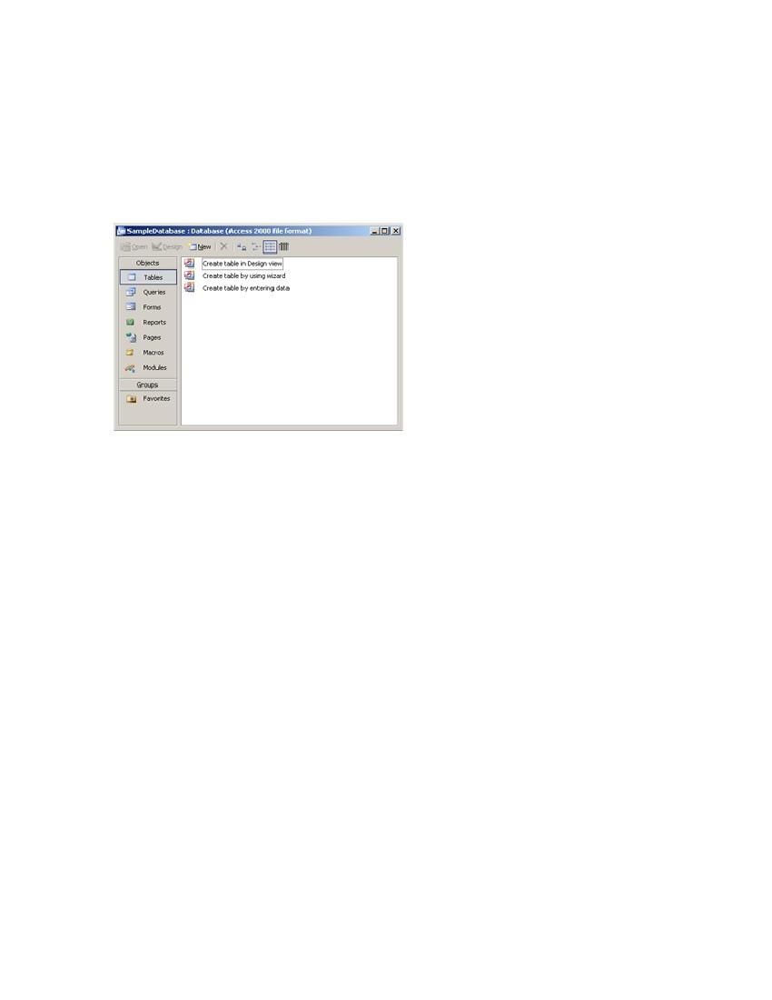 SampleDatabase : Database (Access 2000 file format)
Open Design New
Objects
Tables
Queries
Forms
Reports
Pages
Macros
Modules
Groups
Favorites
Create table in Design view
Create table by using wizard
Create table by entering data